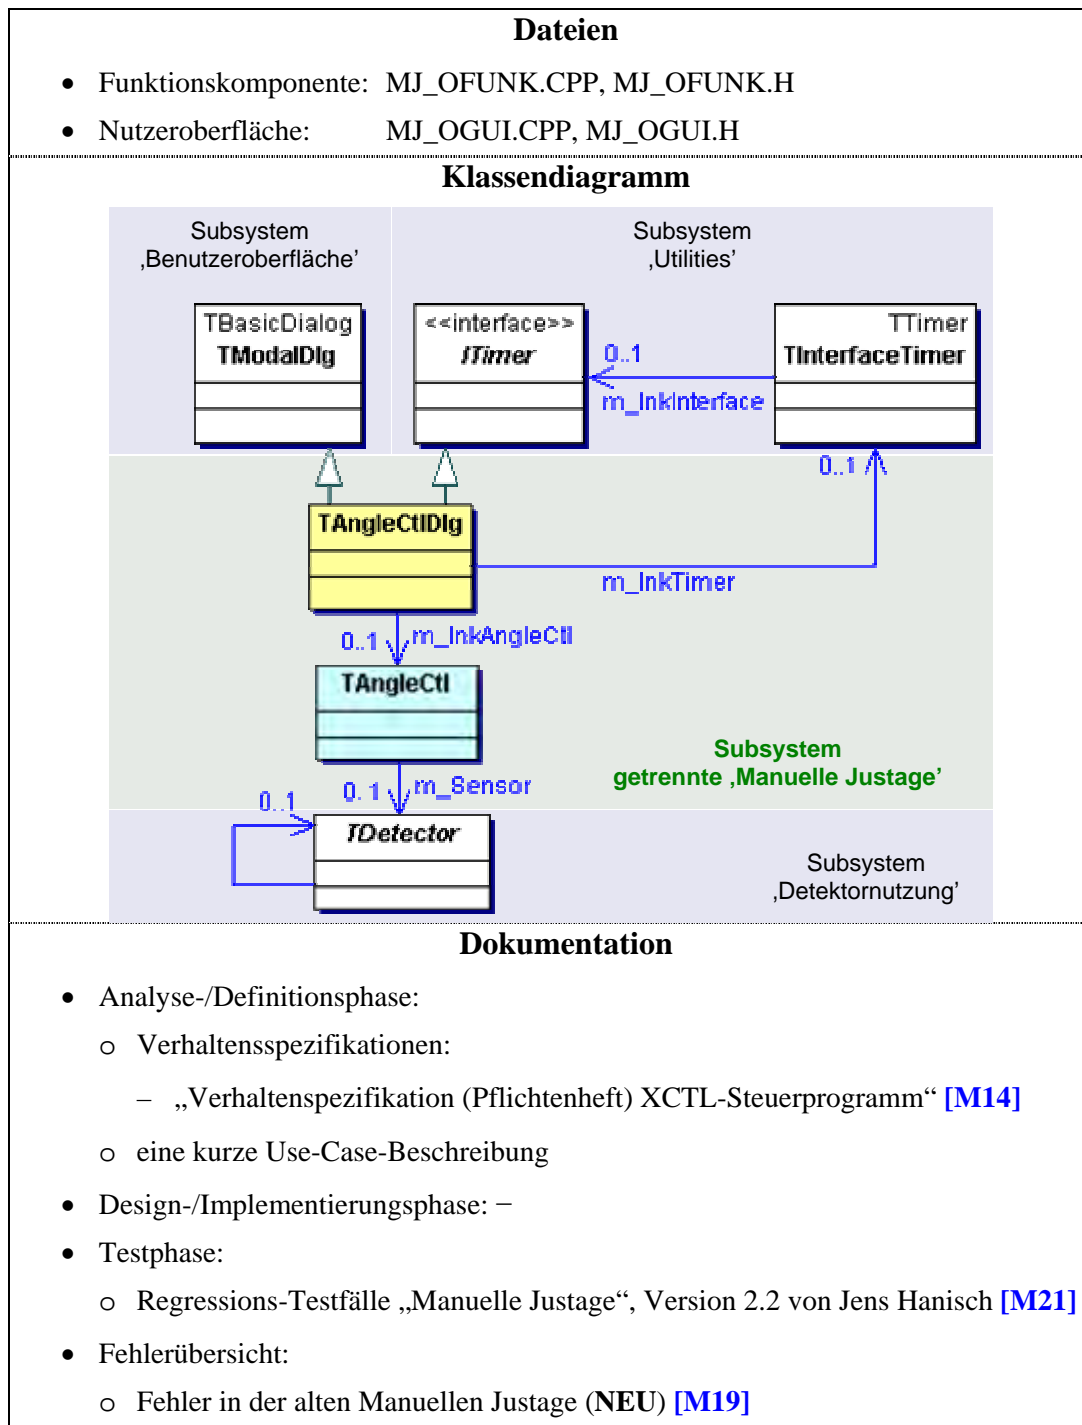 Dateien
• Funktionskomponente: MJ_OFUNK.CPP, MJ_OFUNK.H
• Nutzeroberfläche: MJ_OGUI.CPP, MJ_OGUI.H
Klassendiagramm
Subsystem
‚Benutzeroberfläche’
Subsystem
‚Utilities’
TBasicDialog
TModalDlg
<<interface>>
ITimer
0..1
m_lnkInterface
TTimer
TInterfaceTimer
0..1
TAngleCtlDlg
m_lnkTimer
0..1
m_lnkAngleCtl
TAngleCtl
Subsystem
getrennte ‚Manuelle Justage’
0..1
0..1
m_Sensor
TDetector
Subsystem
‚Detektornutzung’
Dokumentation
• Analyse-/Definitionsphase:
o Verhaltensspezifikationen:
– „Verhaltenspezifikation (Pflichtenheft) XCTL-Steuerprogramm“ [M14]
o eine kurze Use-Case-Beschreibung
• Design-/Implementierungsphase: −
• Testphase:
o Regressions-Testfälle „Manuelle Justage“, Version 2.2 von Jens Hanisch [M21]
• Fehlerübersicht:
o Fehler in der alten Manuellen Justage (NEU) [M19]